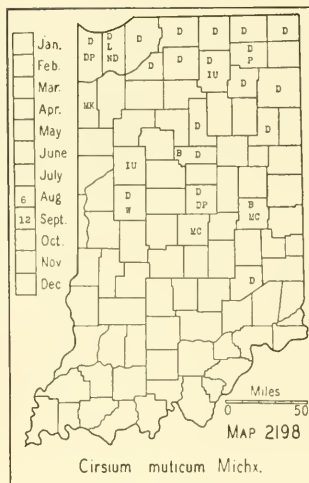 Jan.
Feb.
Mar.
Apr.
May
June
July
6 Aug
12 Sept.
Oct.
Nov
Dec
D D D D D D D
DP L IU P
ND D D D
MK D D
B D
IU D B
D DP MC
W MC
D
Miles
0 50
MAP 2198
Cirsium muticum Michx.